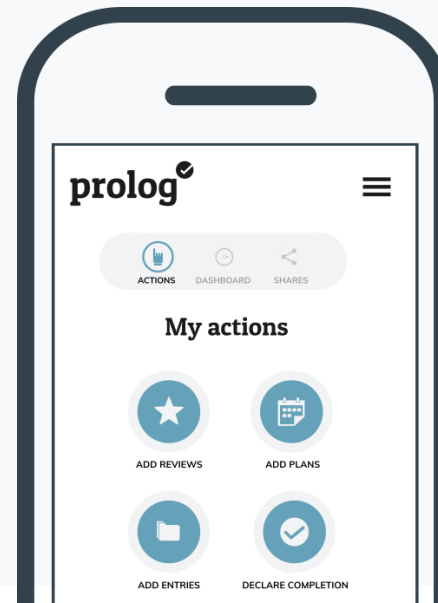 prolog
ACTIONS DASHBOARD SHARES
My actions
ADD REVIEWS ADD PLANS
ADD ENTRIES DECLARE COMPLETION